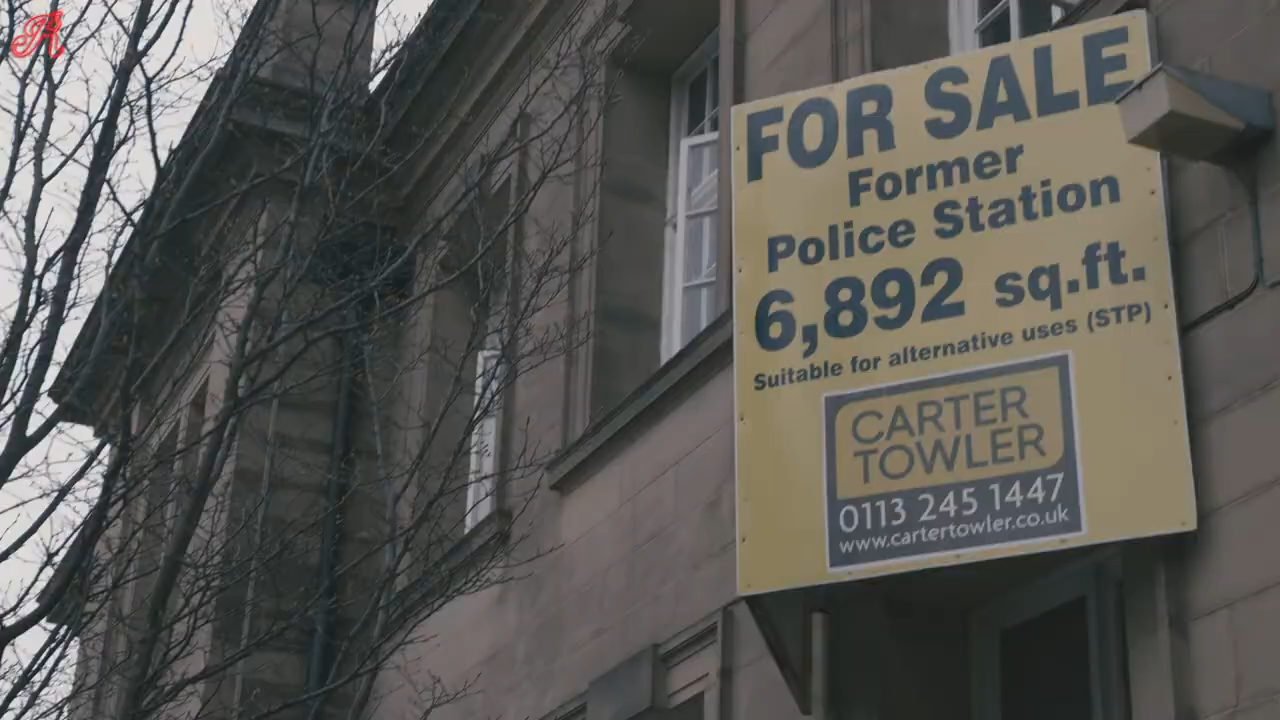 FOR SALE
Former
Police Station
6,892 sq.ft.
Suitable for alternative uses (STP)
CARTER
TOWLER
0113 245 1447
www.cartertowler.co.uk